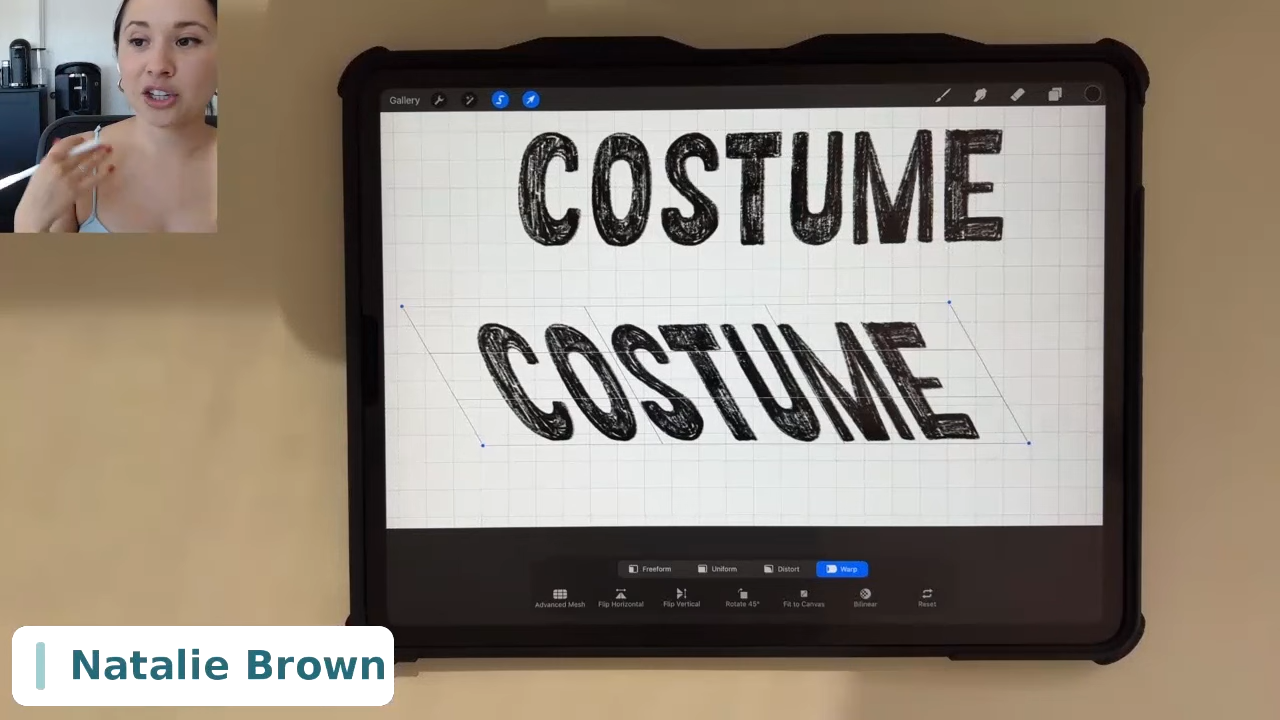 Gallery
COSTUME
COSTUME
Freeform Uniform Distort Warp
Advanced Mesh Flip Horizontal Flip Vertical Rotate 45° Fit to Canvas Bilinear Reset
Natalie Brown